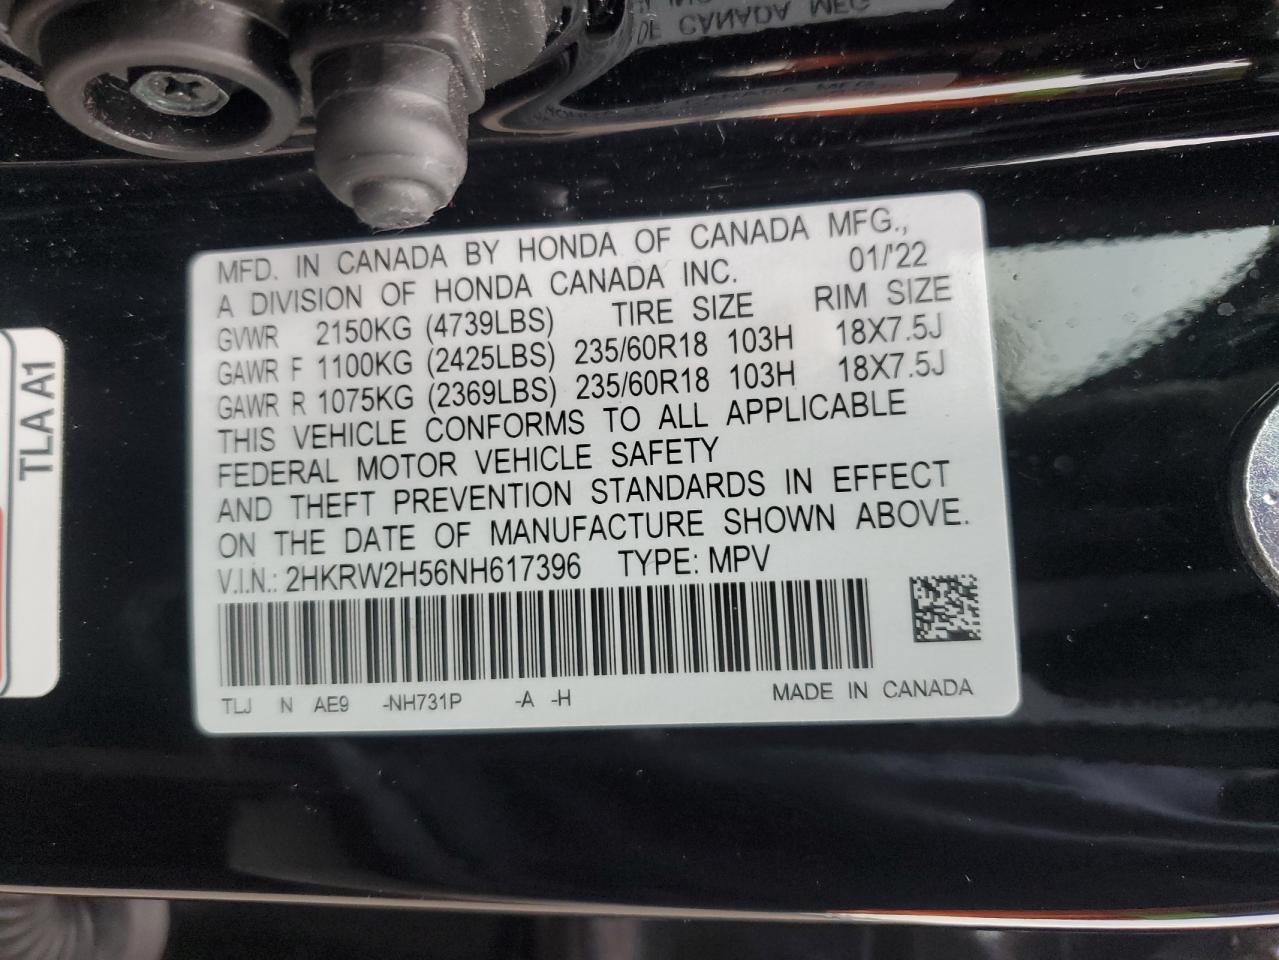 DE CANADA MFG
MFD. IN CANADA BY HONDA OF CANADA MFG.,
A DIVISION OF HONDA CANADA INC. 01/'22
GVWR 2150KG (4739LBS) TIRE SIZE RIM SIZE
GAWR F 1100KG (2425LBS) 235/60R18 103H 18X7.5J
GAWR R 1075KG (2369LBS) 235/60R18 103H 18X7.5J
THIS VEHICLE CONFORMS TO ALL APPLICABLE
FEDERAL MOTOR VEHICLE SAFETY
AND THEFT PREVENTION STANDARDS IN EFFECT
ON THE DATE OF MANUFACTURE SHOWN ABOVE.
V.I.N.: 2HKRW2H56NH617396 TYPE: MPV
TLJ N AE9 -NH731P -A -H MADE IN CANADA
TLA A1